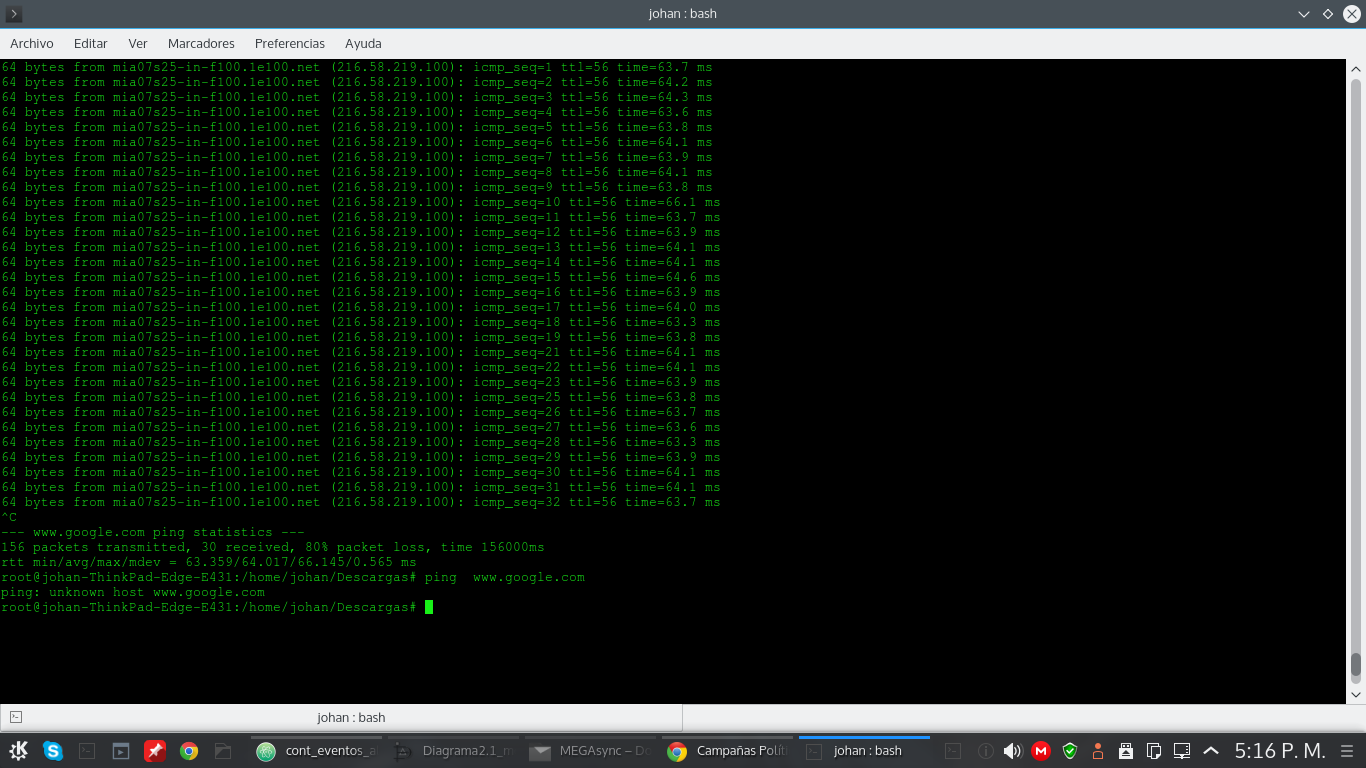 johan : bash
Archivo Editar Ver Marcadores Preferencias Ayuda
64 bytes from mia07s25-in-f100.1e100.net (216.58.219.100): icmp_seq=1 ttl=56 time=63.7 ms
64 bytes from mia07s25-in-f100.1e100.net (216.58.219.100): icmp_seq=2 ttl=56 time=64.2 ms
64 bytes from mia07s25-in-f100.1e100.net (216.58.219.100): icmp_seq=3 ttl=56 time=64.3 ms
64 bytes from mia07s25-in-f100.1e100.net (216.58.219.100): icmp_seq=4 ttl=56 time=63.6 ms
64 bytes from mia07s25-in-f100.1e100.net (216.58.219.100): icmp_seq=5 ttl=56 time=63.8 ms
64 bytes from mia07s25-in-f100.1e100.net (216.58.219.100): icmp_seq=6 ttl=56 time=64.1 ms
64 bytes from mia07s25-in-f100.1e100.net (216.58.219.100): icmp_seq=7 ttl=56 time=63.9 ms
64 bytes from mia07s25-in-f100.1e100.net (216.58.219.100): icmp_seq=8 ttl=56 time=64.1 ms
64 bytes from mia07s25-in-f100.1e100.net (216.58.219.100): icmp_seq=9 ttl=56 time=63.8 ms
64 bytes from mia07s25-in-f100.1e100.net (216.58.219.100): icmp_seq=10 ttl=56 time=66.1 ms
64 bytes from mia07s25-in-f100.1e100.net (216.58.219.100): icmp_seq=11 ttl=56 time=63.7 ms
64 bytes from mia07s25-in-f100.1e100.net (216.58.219.100): icmp_seq=12 ttl=56 time=63.9 ms
64 bytes from mia07s25-in-f100.1e100.net (216.58.219.100): icmp_seq=13 ttl=56 time=64.1 ms
64 bytes from mia07s25-in-f100.1e100.net (216.58.219.100): icmp_seq=14 ttl=56 time=64.1 ms
64 bytes from mia07s25-in-f100.1e100.net (216.58.219.100): icmp_seq=15 ttl=56 time=64.6 ms
64 bytes from mia07s25-in-f100.1e100.net (216.58.219.100): icmp_seq=16 ttl=56 time=63.9 ms
64 bytes from mia07s25-in-f100.1e100.net (216.58.219.100): icmp_seq=17 ttl=56 time=64.0 ms
64 bytes from mia07s25-in-f100.1e100.net (216.58.219.100): icmp_seq=18 ttl=56 time=63.3 ms
64 bytes from mia07s25-in-f100.1e100.net (216.58.219.100): icmp_seq=19 ttl=56 time=63.8 ms
64 bytes from mia07s25-in-f100.1e100.net (216.58.219.100): icmp_seq=21 ttl=56 time=64.1 ms
64 bytes from mia07s25-in-f100.1e100.net (216.58.219.100): icmp_seq=22 ttl=56 time=64.1 ms
64 bytes from mia07s25-in-f100.1e100.net (216.58.219.100): icmp_seq=23 ttl=56 time=63.9 ms
64 bytes from mia07s25-in-f100.1e100.net (216.58.219.100): icmp_seq=25 ttl=56 time=63.8 ms
64 bytes from mia07s25-in-f100.1e100.net (216.58.219.100): icmp_seq=26 ttl=56 time=63.7 ms
64 bytes from mia07s25-in-f100.1e100.net (216.58.219.100): icmp_seq=27 ttl=56 time=63.6 ms
64 bytes from mia07s25-in-f100.1e100.net (216.58.219.100): icmp_seq=28 ttl=56 time=63.3 ms
64 bytes from mia07s25-in-f100.1e100.net (216.58.219.100): icmp_seq=29 ttl=56 time=63.9 ms
64 bytes from mia07s25-in-f100.1e100.net (216.58.219.100): icmp_seq=30 ttl=56 time=64.1 ms
64 bytes from mia07s25-in-f100.1e100.net (216.58.219.100): icmp_seq=31 ttl=56 time=64.1 ms
64 bytes from mia07s25-in-f100.1e100.net (216.58.219.100): icmp_seq=32 ttl=56 time=63.7 ms
^C
--- www.google.com ping statistics ---
156 packets transmitted, 30 received, 80% packet loss, time 156000ms
rtt min/avg/max/mdev = 63.359/64.017/66.145/0.565 ms
root@johan-ThinkPad-Edge-E431:/home/johan/Descargas# ping  www.google.com
ping: unknown host www.google.com
root@johan-ThinkPad-Edge-E431:/home/johan/Descargas#
johan : bash
cont_eventos_a Diagrama2.1_m MEGAsync – Do Campañas Políti johan : bash 5:16 P. M.